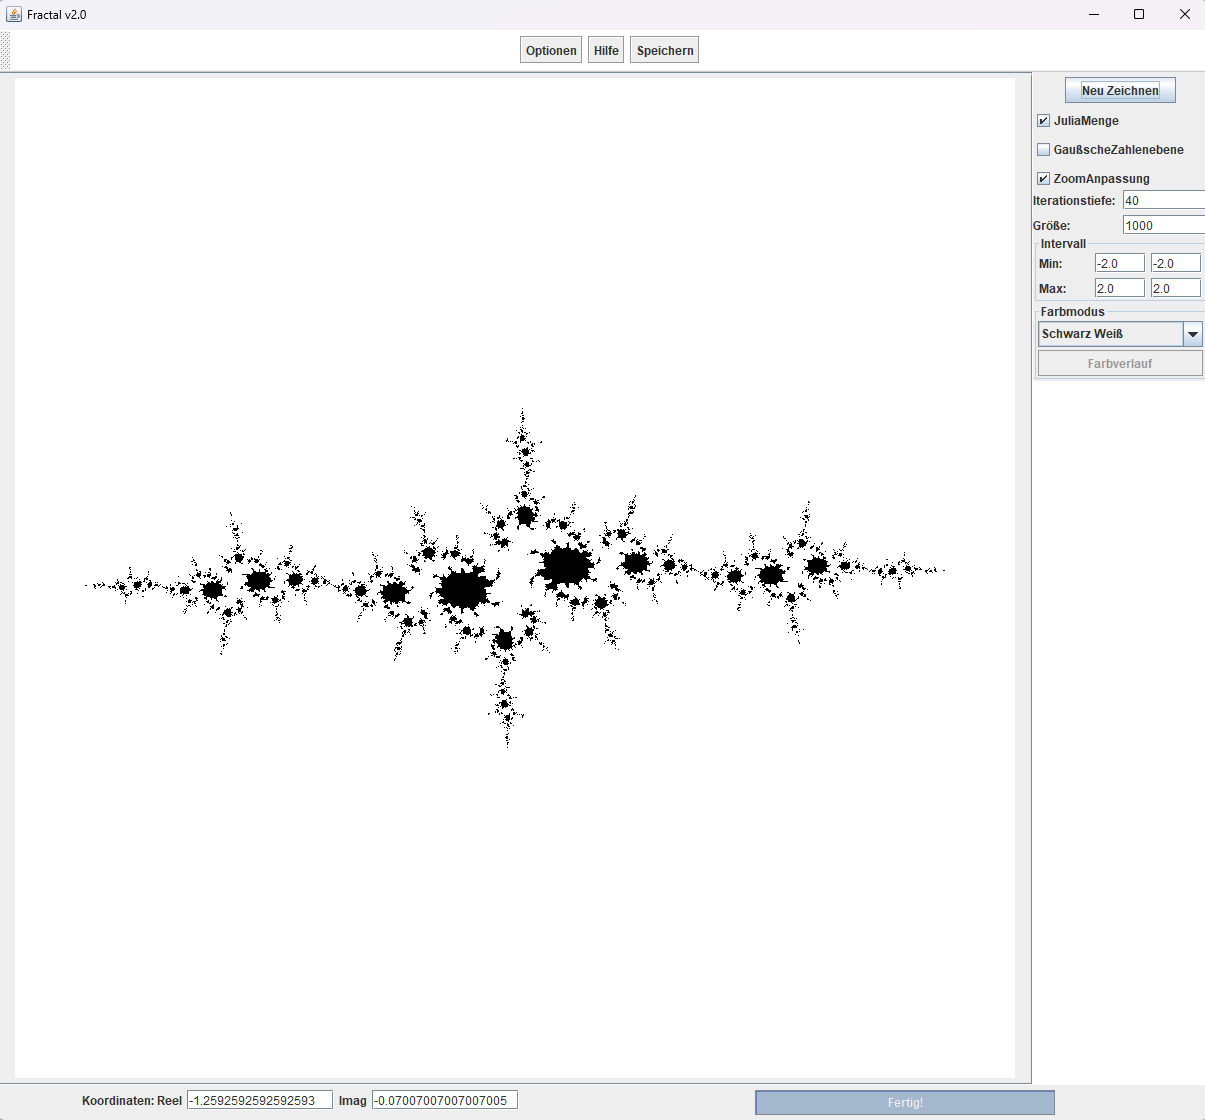 Fractal v2.0
Optionen Hilfe Speichern
Neu Zeichnen
JuliaMenge
GaußscheZahlenebene
ZoomAnpassung
Iterationstiefe: 40
Größe: 1000
Intervall
Min: -2.0 -2.0
Max: 2.0 2.0
Farbmodus
Schwarz Weiß
Farbverlauf
Koordinaten: Reel -1.2592592592592593 Imag -0.07007007007007005 Fertig!